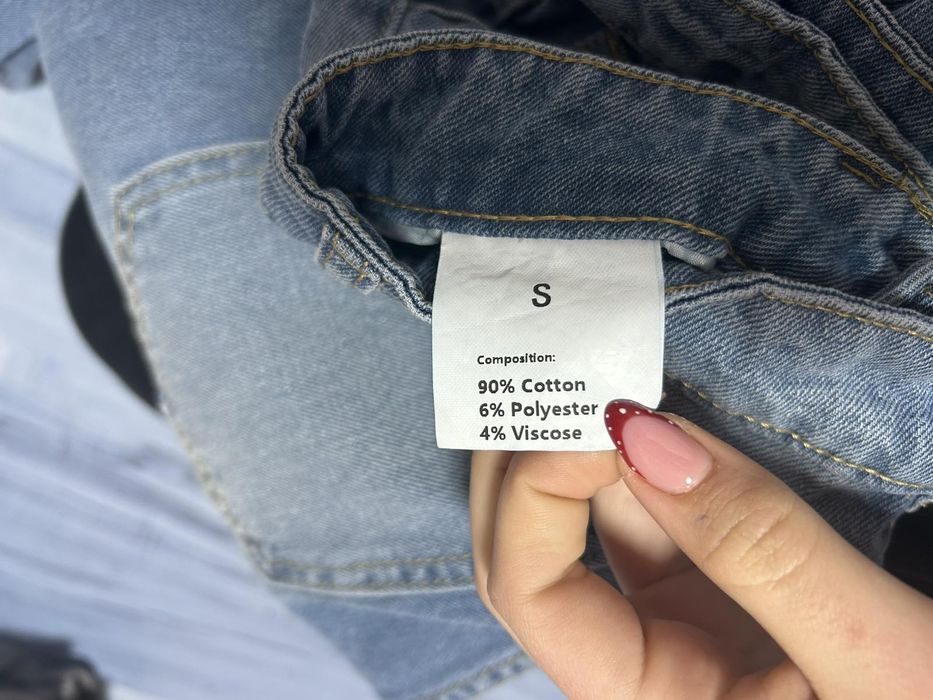 S
Composition:
90% Cotton
6% Polyester
4% Viscose